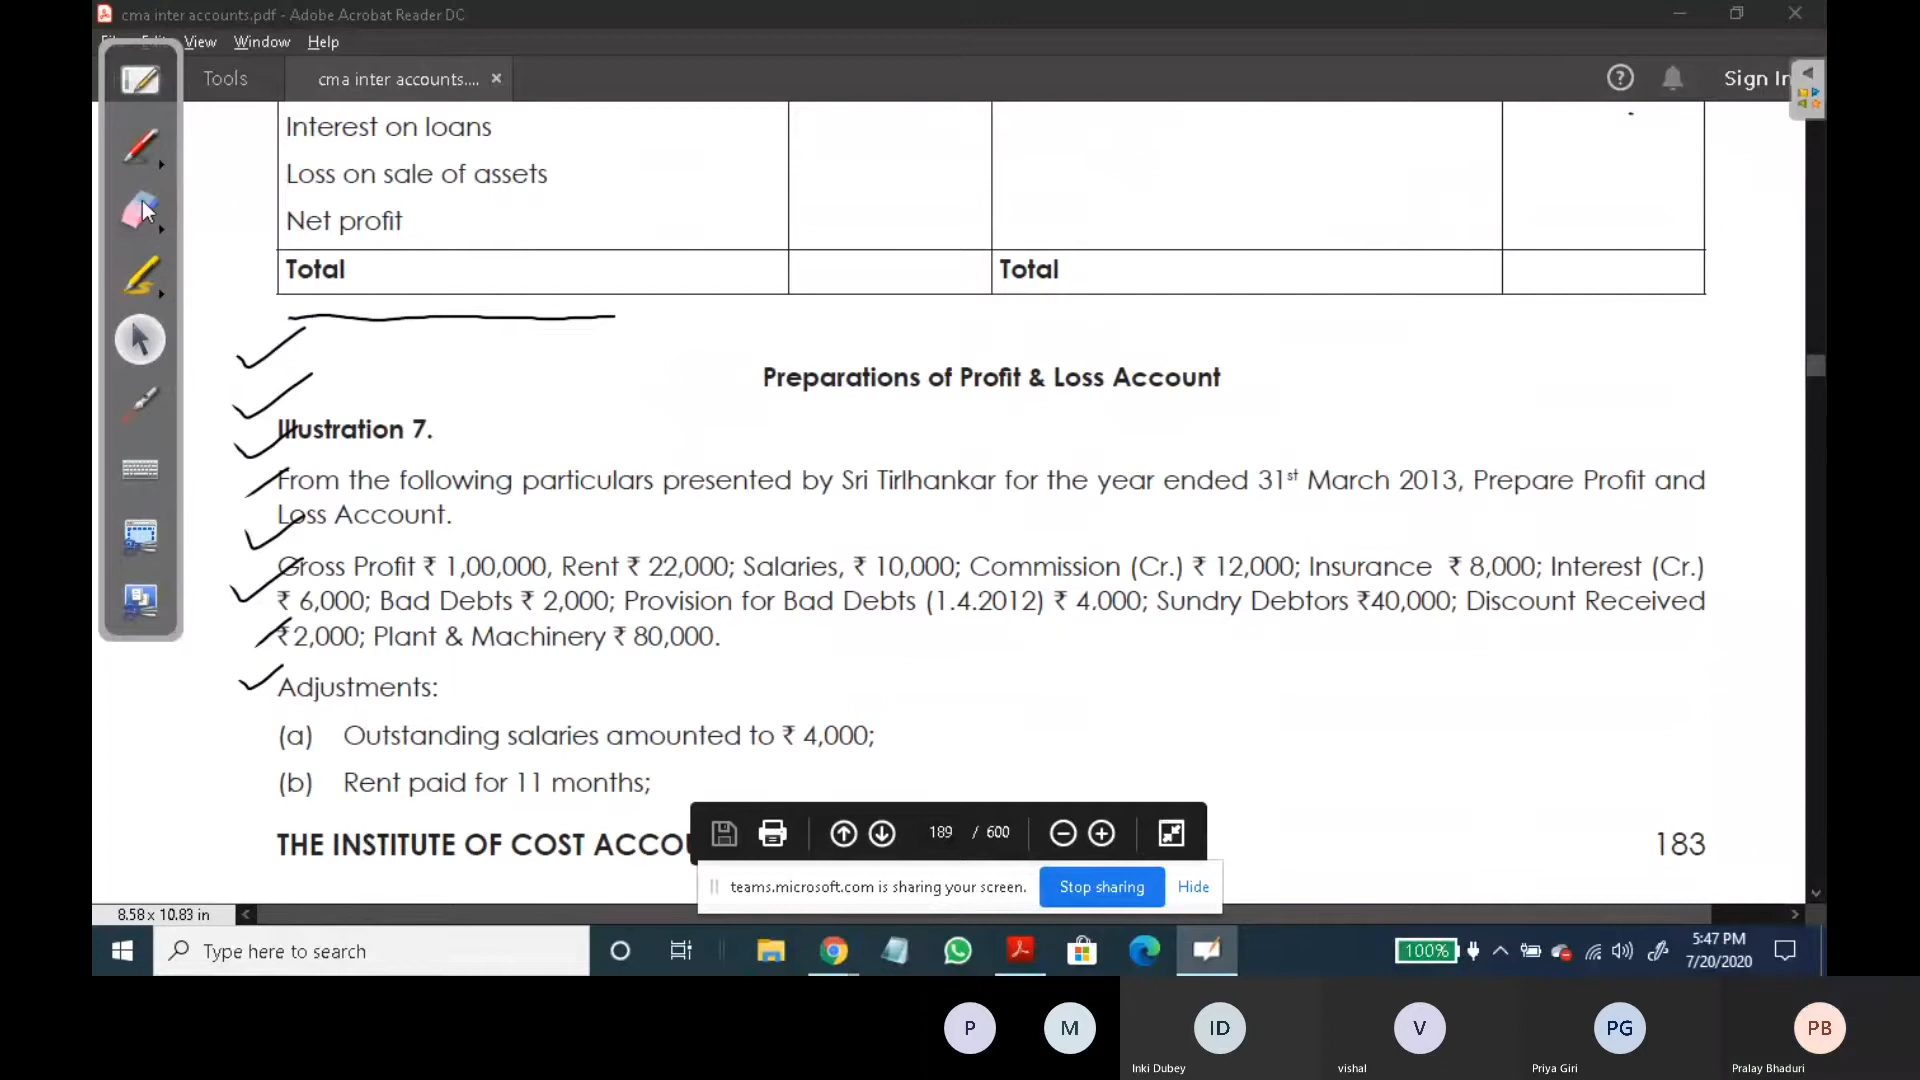 cma inter accounts.pdf - Adobe Acrobat Reader DC
View Window Help
Tools
cma inter accounts....
Sign In
Interest on loans
Loss on sale of assets
Net profit
Total Total
Preparations of Profit & Loss Account
Illustration 7.
From the following particulars presented by Sri Tirlhankar for the year ended 31st March 2013, Prepare Profit and
Loss Account.
Gross Profit ₹ 1,00,000, Rent ₹ 22,000; Salaries, ₹ 10,000; Commission (Cr.) ₹ 12,000; Insurance ₹ 8,000; Interest (Cr.)
₹ 6,000; Bad Debts ₹ 2,000; Provision for Bad Debts (1.4.2012) ₹ 4.000; Sundry Debtors ₹40,000; Discount Received
₹2,000; Plant & Machinery ₹ 80,000.
Adjustments:
(a) Outstanding salaries amounted to ₹ 4,000;
(b) Rent paid for 11 months;
THE INSTITUTE OF COST 183
189 / 600
teams.microsoft.com is sharing your screen. Stop sharing Hide
8.58 x 10.83 in
Type here to search
100%
5:47 PM
7/20/2020
P M ID V PG PB
Inki Dubey vishal Priya Giri Pralay Bhaduri